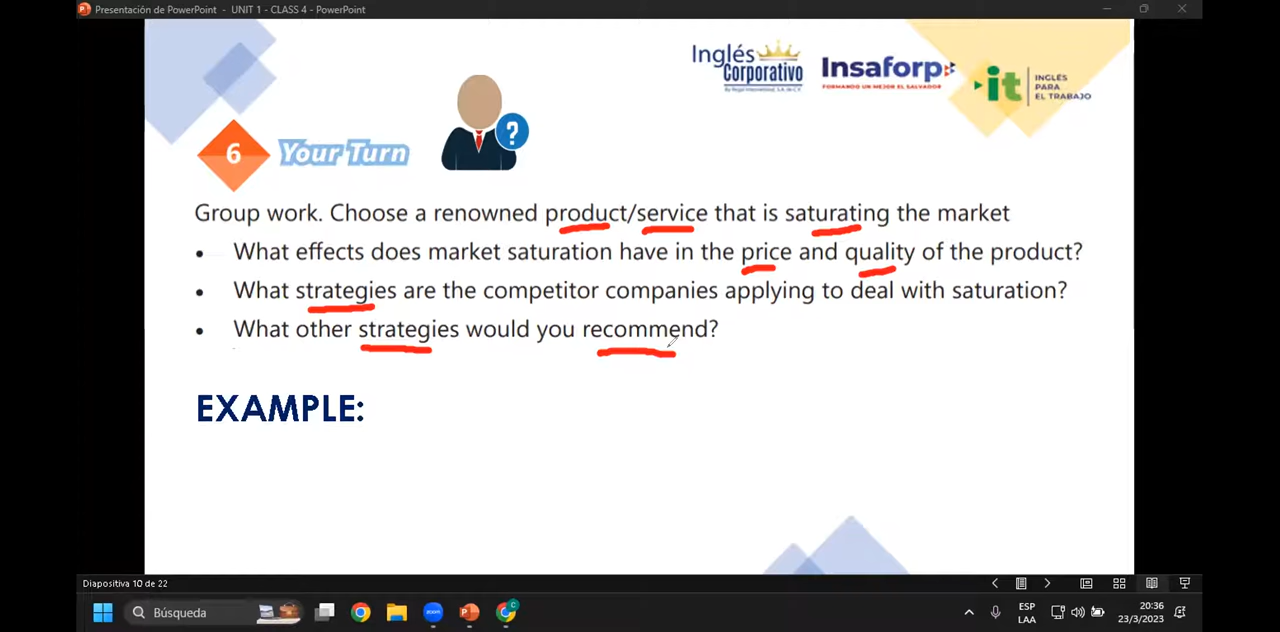 Presentación de PowerPoint - UNIT 1 - CLASS 4 - PowerPoint
Inglés
Corporativo
Insaforp
FORMANDO UN MEJOR EL SALVADOR
it
INGLÉS
PARA
EL TRABAJO
6
Your Turn
?
Group work. Choose a renowned product/service that is saturating the market
• What effects does market saturation have in the price and quality of the product?
• What strategies are the competitor companies applying to deal with saturation?
• What other strategies would you recommend?
EXAMPLE:
Diapositiva 10 de 22
Búsqueda
zoom
ESP
LAA
20:36
23/3/2023